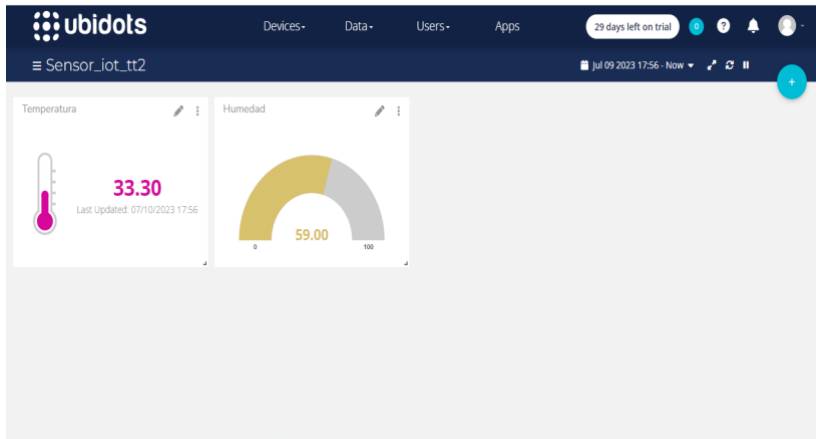 ubidots
Devices
Data
Users
Apps
29 days left on trial
0
?
Sensor_iot_tt2
Jul 09 2023 17:56 - Now
+
Temperatura
33.30
Last Updated: 07/10/2023 17:56
Humedad
59.00
0
100